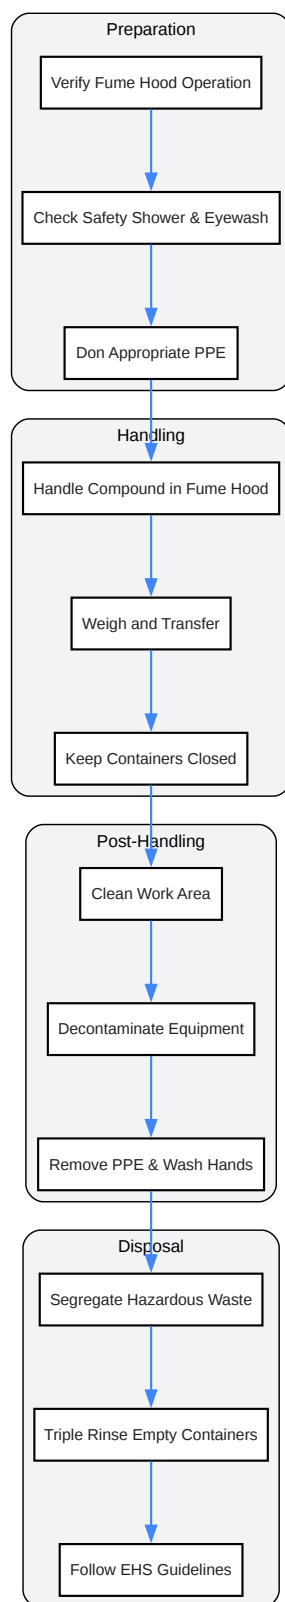 Preparation
Verify Fume Hood Operation
Check Safety Shower & Eyewash
Don Appropriate PPE
Handling
Handle Compound in Fume Hood
Weigh and Transfer
Keep Containers Closed
Post-Handling
Clean Work Area
Decontaminate Equipment
Remove PPE & Wash Hands
Disposal
Segregate Hazardous Waste
Triple Rinse Empty Containers
Follow EHS Guidelines